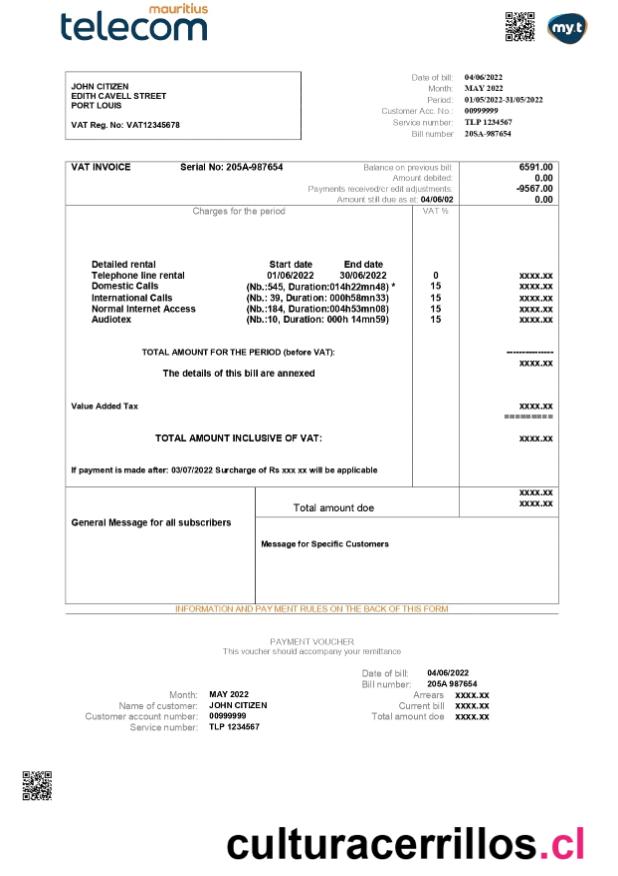 mauritius
telecom
my.t
JOHN CITIZEN
EDITH CAVELL STREET
PORT LOUIS
VAT Reg. No: VAT12345678
Date of bill: 04/06/2022
Month: MAY 2022
Period: 01/05/2022-31/05/2022
Customer Acc. No.: 00999999
Service number: TLP 1234567
Bill number 20SA-987654
VAT INVOICE Serial No: 205A-987654 Balance on previous bill: 6591.00
Amount debited: 0.00
Payments received/cr edit adjustments: -9567.00
Amount still due as at: 04/06/02 0.00
Charges for the period VAT %
Detailed rental Start date End date
Telephone line rental 01/06/2022 30/06/2022 0 xxxx.xx
Domestic Calls (Nb.:545, Duration:014h22mn48) * 15 xxxx.xx
International Calls (Nb.: 39, Duration: 000h58mn33) 15 xxxx.xx
Normal Internet Access (Nb.:184, Duration:004h53mn08) 15 xxxx.xx
Audiotex (Nb.:10, Duration: 000h 14mn59) 15 xxxx.xx
TOTAL AMOUNT FOR THE PERIOD (before VAT): --------------
xxxx.xx
The details of this bill are annexed
Value Added Tax xxxx.xx
=========
TOTAL AMOUNT INCLUSIVE OF VAT: xxxx.xx
If payment is made after: 03/07/2022 Surcharge of Rs xxx xx will be applicable
xxxx.xx
Total amount doe xxxx.xx
General Message for all subscribers
Message for Specific Customers
INFORMATION AND PAY MENT RULES ON THE BACK OF THIS FORM
PAYMENT VOUCHER
This voucher should accompany your remittance
Date of bill: 04/06/2022
Bill number: 205A 987654
Month: MAY 2022 Arrears xxxx.xx
Name of customer: JOHN CITIZEN Current bill xxxx.xx
Customer account number: 00999999 Total amount doe xxxx.xx
Service number: TLP 1234567
culturacerrillos.cl